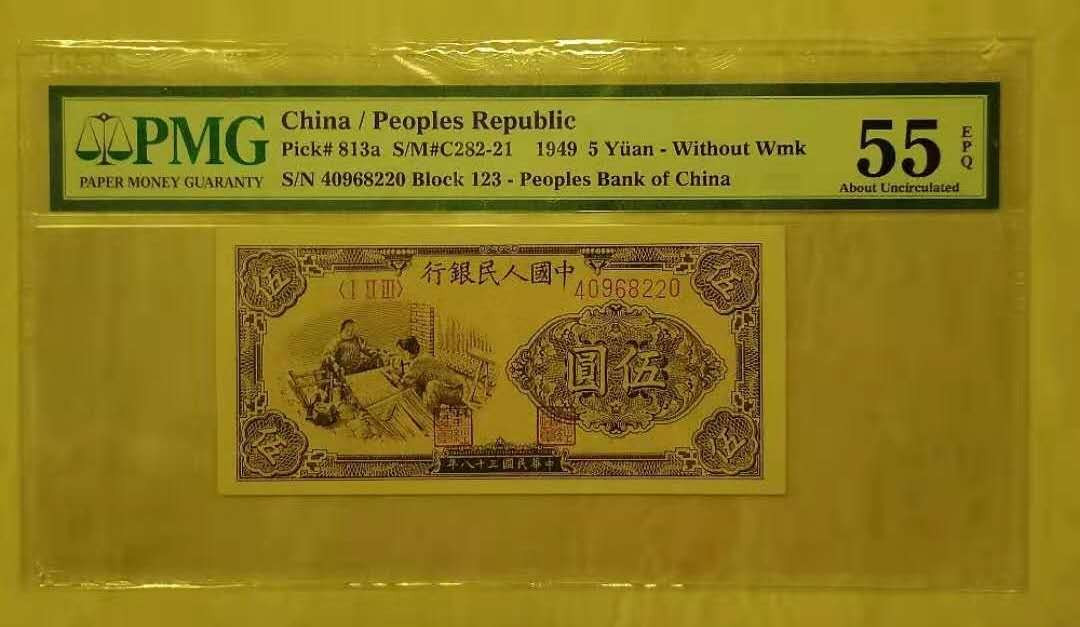 PMG
PAPER MONEY GUARANTY
China / Peoples Republic
Pick# 813a S/M#C282-21 1949 5 Yüan - Without Wmk
S/N 40968220 Block 123 - Peoples Bank of China
55
EPQ
About Uncirculated
行銀民人國中
〈I II III〉
40968220
伍
伍
圓伍
伍
伍
年八十三國民華中